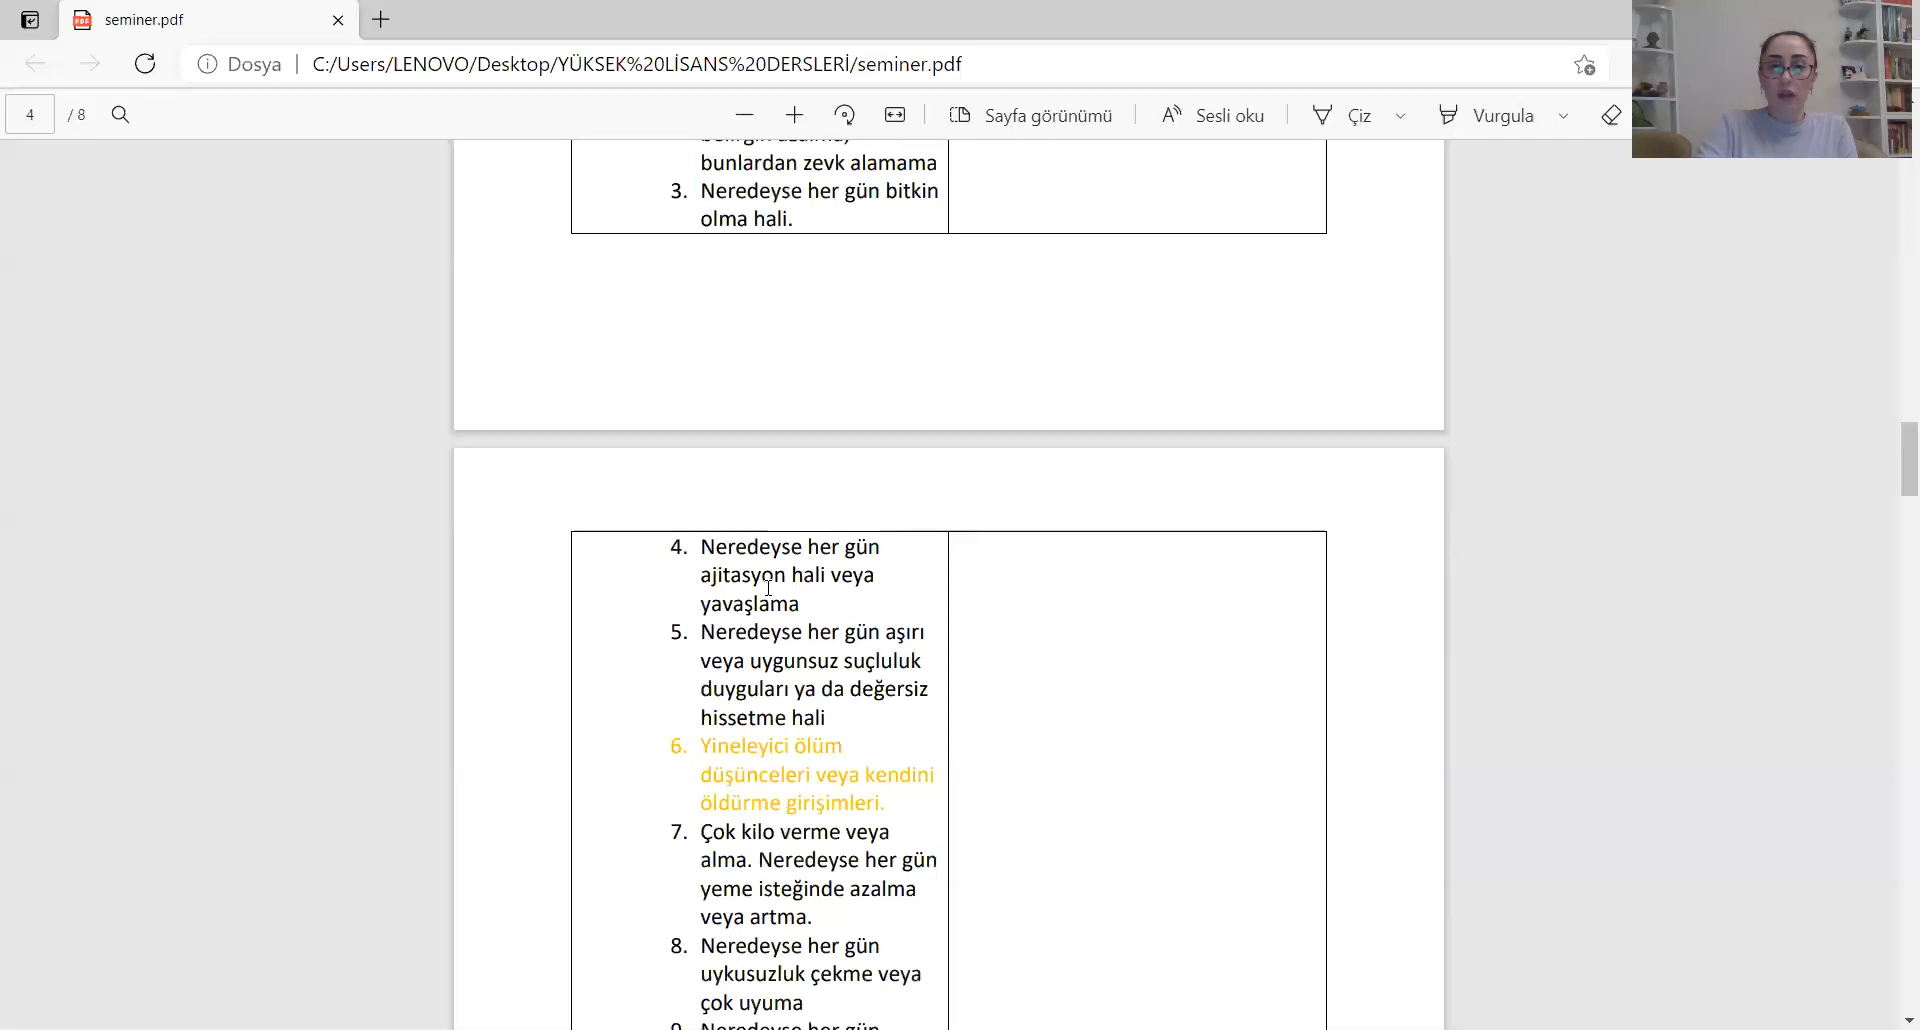 seminer.pdf
Dosya | C:/Users/LENOVO/Desktop/YÜKSEK%20LİSANS%20DERSLERİ/seminer.pdf
4 / 8 Sayfa görünümü Sesli oku Çiz Vurgula
bunlardan zevk alamama
3. Neredeyse her gün bitkin
olma hali.
4. Neredeyse her gün
ajitasyon hali veya
yavaşlama
5. Neredeyse her gün aşırı
veya uygunsuz suçluluk
duyguları ya da değersiz
hissetme hali
6. Yineleyici ölüm
düşünceleri veya kendini
öldürme girişimleri.
7. Çok kilo verme veya
alma. Neredeyse her gün
yeme isteğinde azalma
veya artma.
8. Neredeyse her gün
uykusuzluk çekme veya
çok uyuma
9. Neredeyse her gün